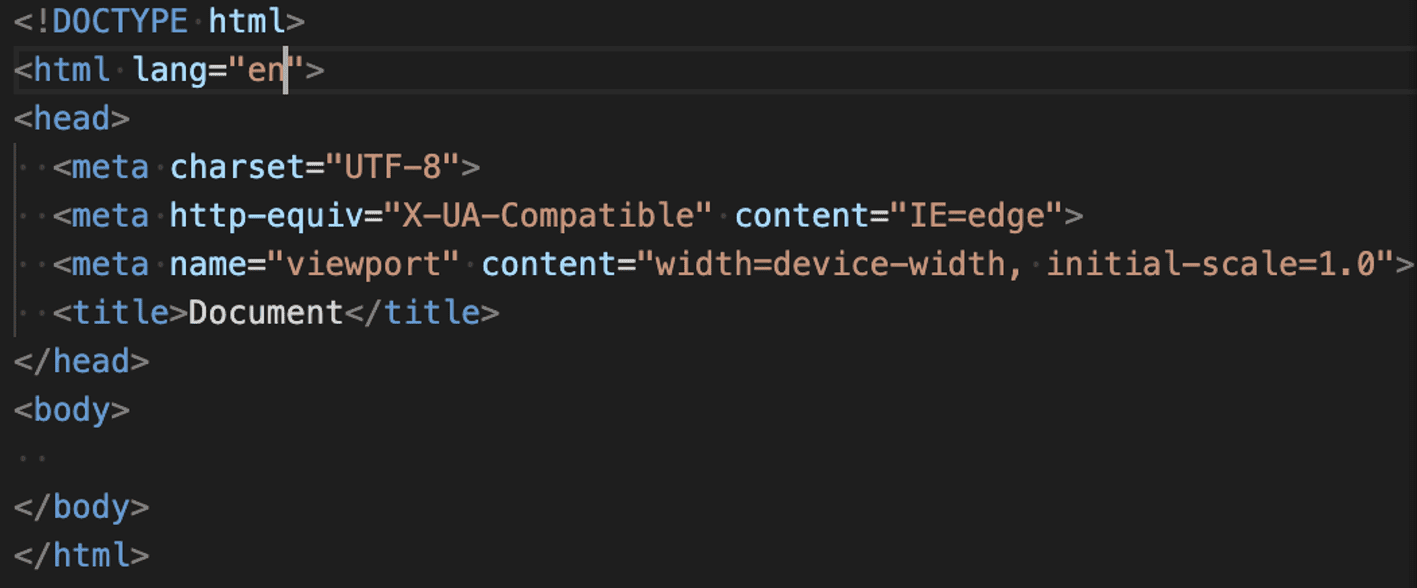 <!DOCTYPE html>
<html lang="en">
<head>
  <meta charset="UTF-8">
  <meta http-equiv="X-UA-Compatible" content="IE=edge">
  <meta name="viewport" content="width=device-width, initial-scale=1.0">
  <title>Document</title>
</head>
<body>
  
</body>
</html>